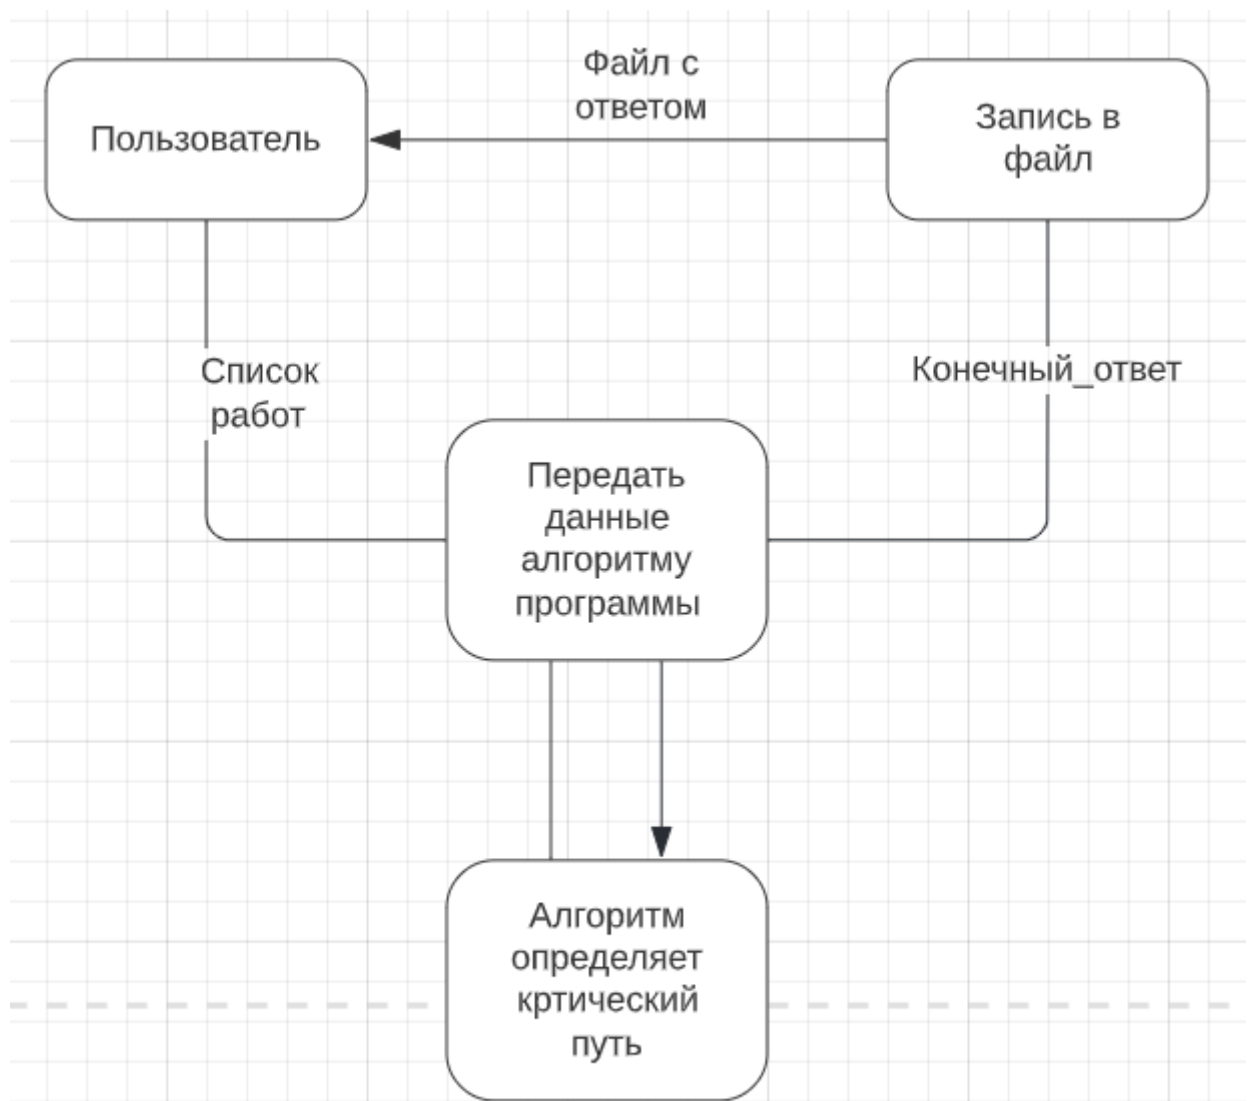 Файл с
ответом
Пользователь
Запись в
файл
Список
работ
Конечный_ответ
Передать
данные
алгоритму
программы
Алгоритм
определяет
кртический
путь